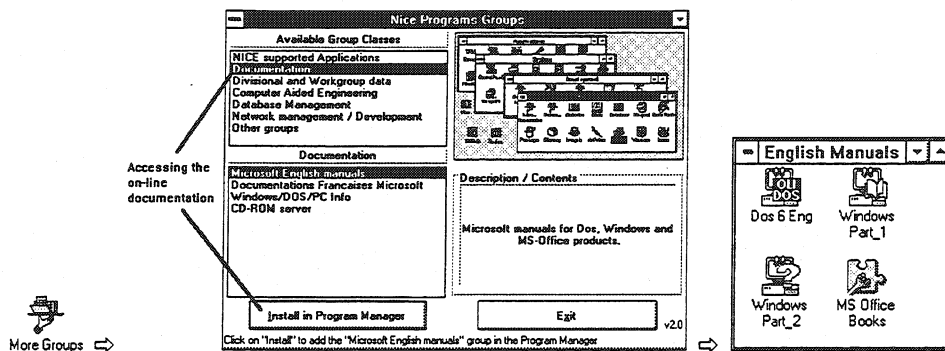 Nice Programs Groups
Available Group Classes
NICE supported Applications
Documentation
Divisional and Workgroup data
Computer Aided Engineering
Database Management
Network management / Development
Other groups
Documentation
Microsoft English manuals
Documentations Francaises Microsoft
Windows/DOS/PC Info
CD-ROM server
Description / Contents
Microsoft manuals for Dos, Windows and
MS-Office products.
Install in Program Manager
Exit
v2.0
Click on "Install" to add the "Microsoft English manuals" group in the Program Manager
Accessing the
on-line
documentation
More Groups
English Manuals
OLI
DOS
Dos 6 Eng
Windows
Part_1
Windows
Part_2
MS Office
Books